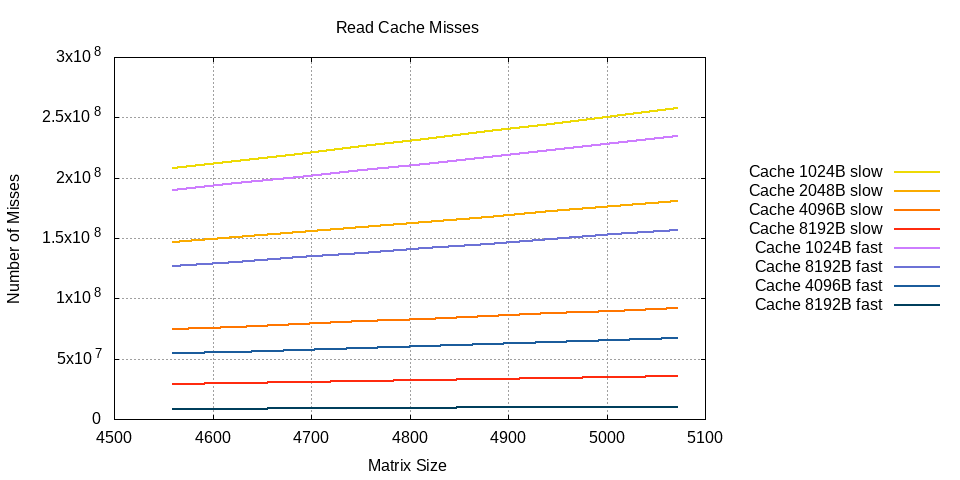 Read Cache Misses
3x10^8
2.5x10^8
2x10^8
1.5x10^8
1x10^8
5x10^7
0
4500 4600 4700 4800 4900 5000 5100
Number of Misses
Matrix Size
Cache 1024B slow
Cache 2048B slow
Cache 4096B slow
Cache 8192B slow
Cache 1024B fast
Cache 8192B fast
Cache 4096B fast
Cache 8192B fast